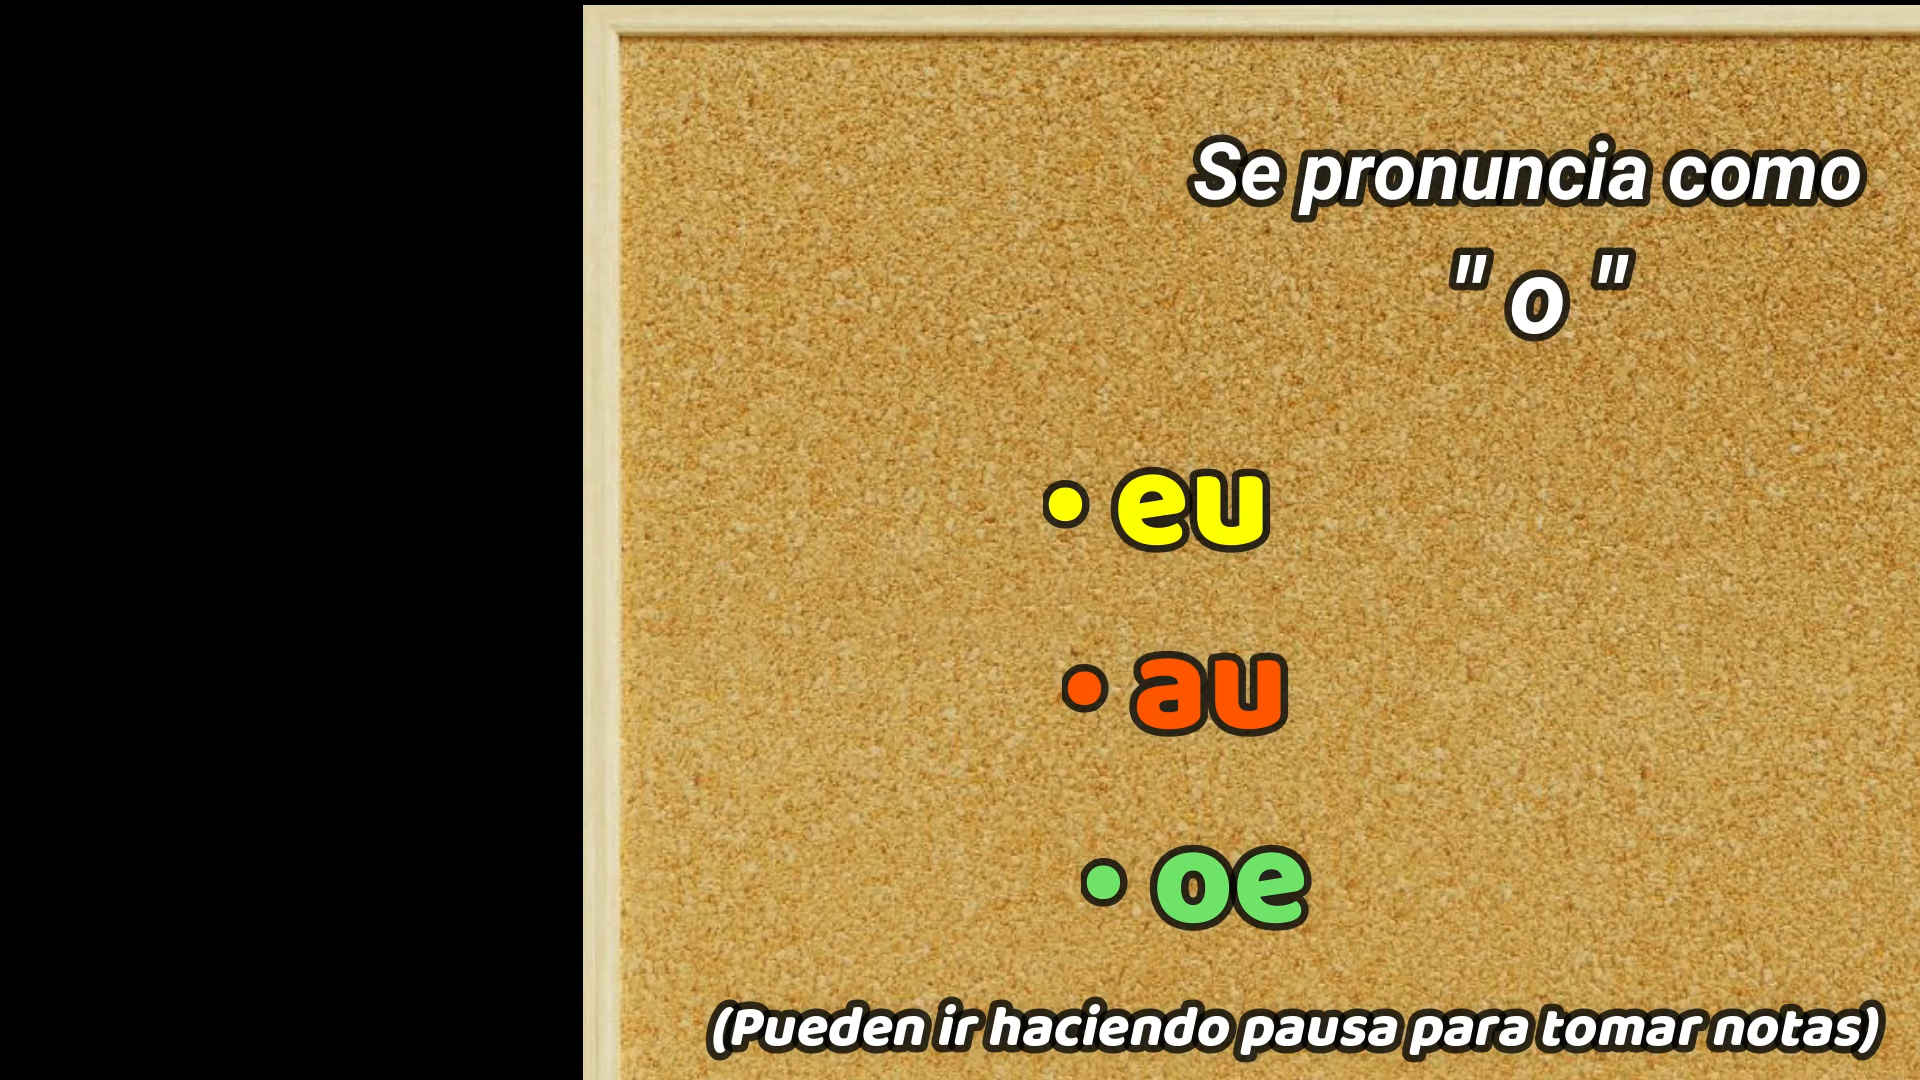 Se pronuncia como
" o "
• eu
• au
• oe
(Pueden ir haciendo pausa para tomar notas)